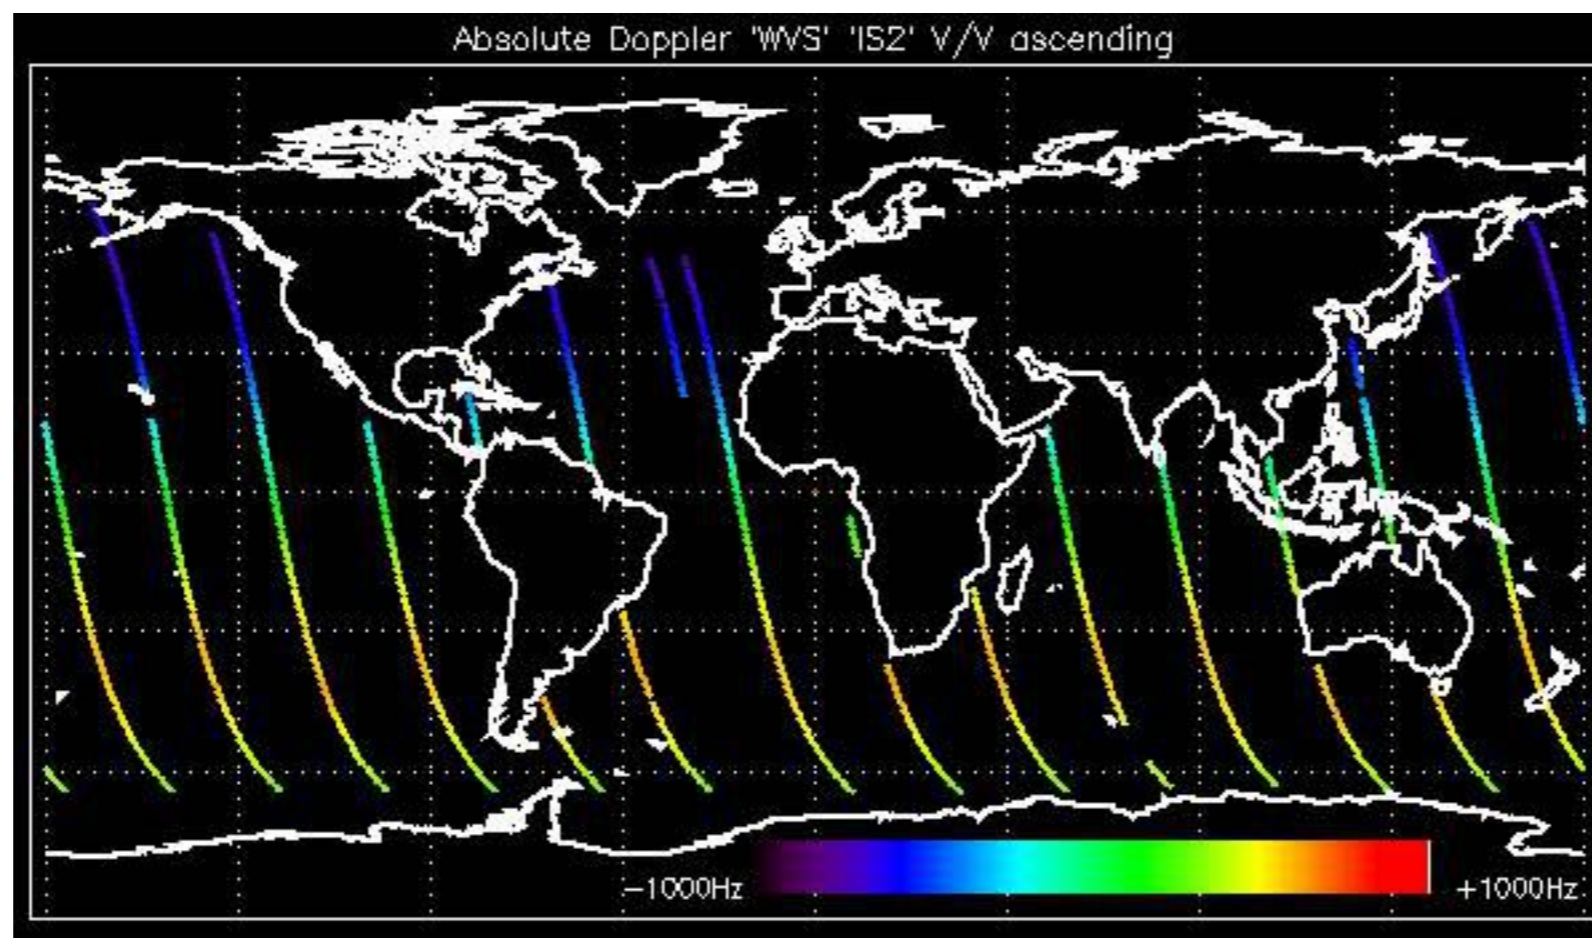 Absolute Doppler 'WVS' 'IS2' V/V ascending
-1000Hz +1000Hz